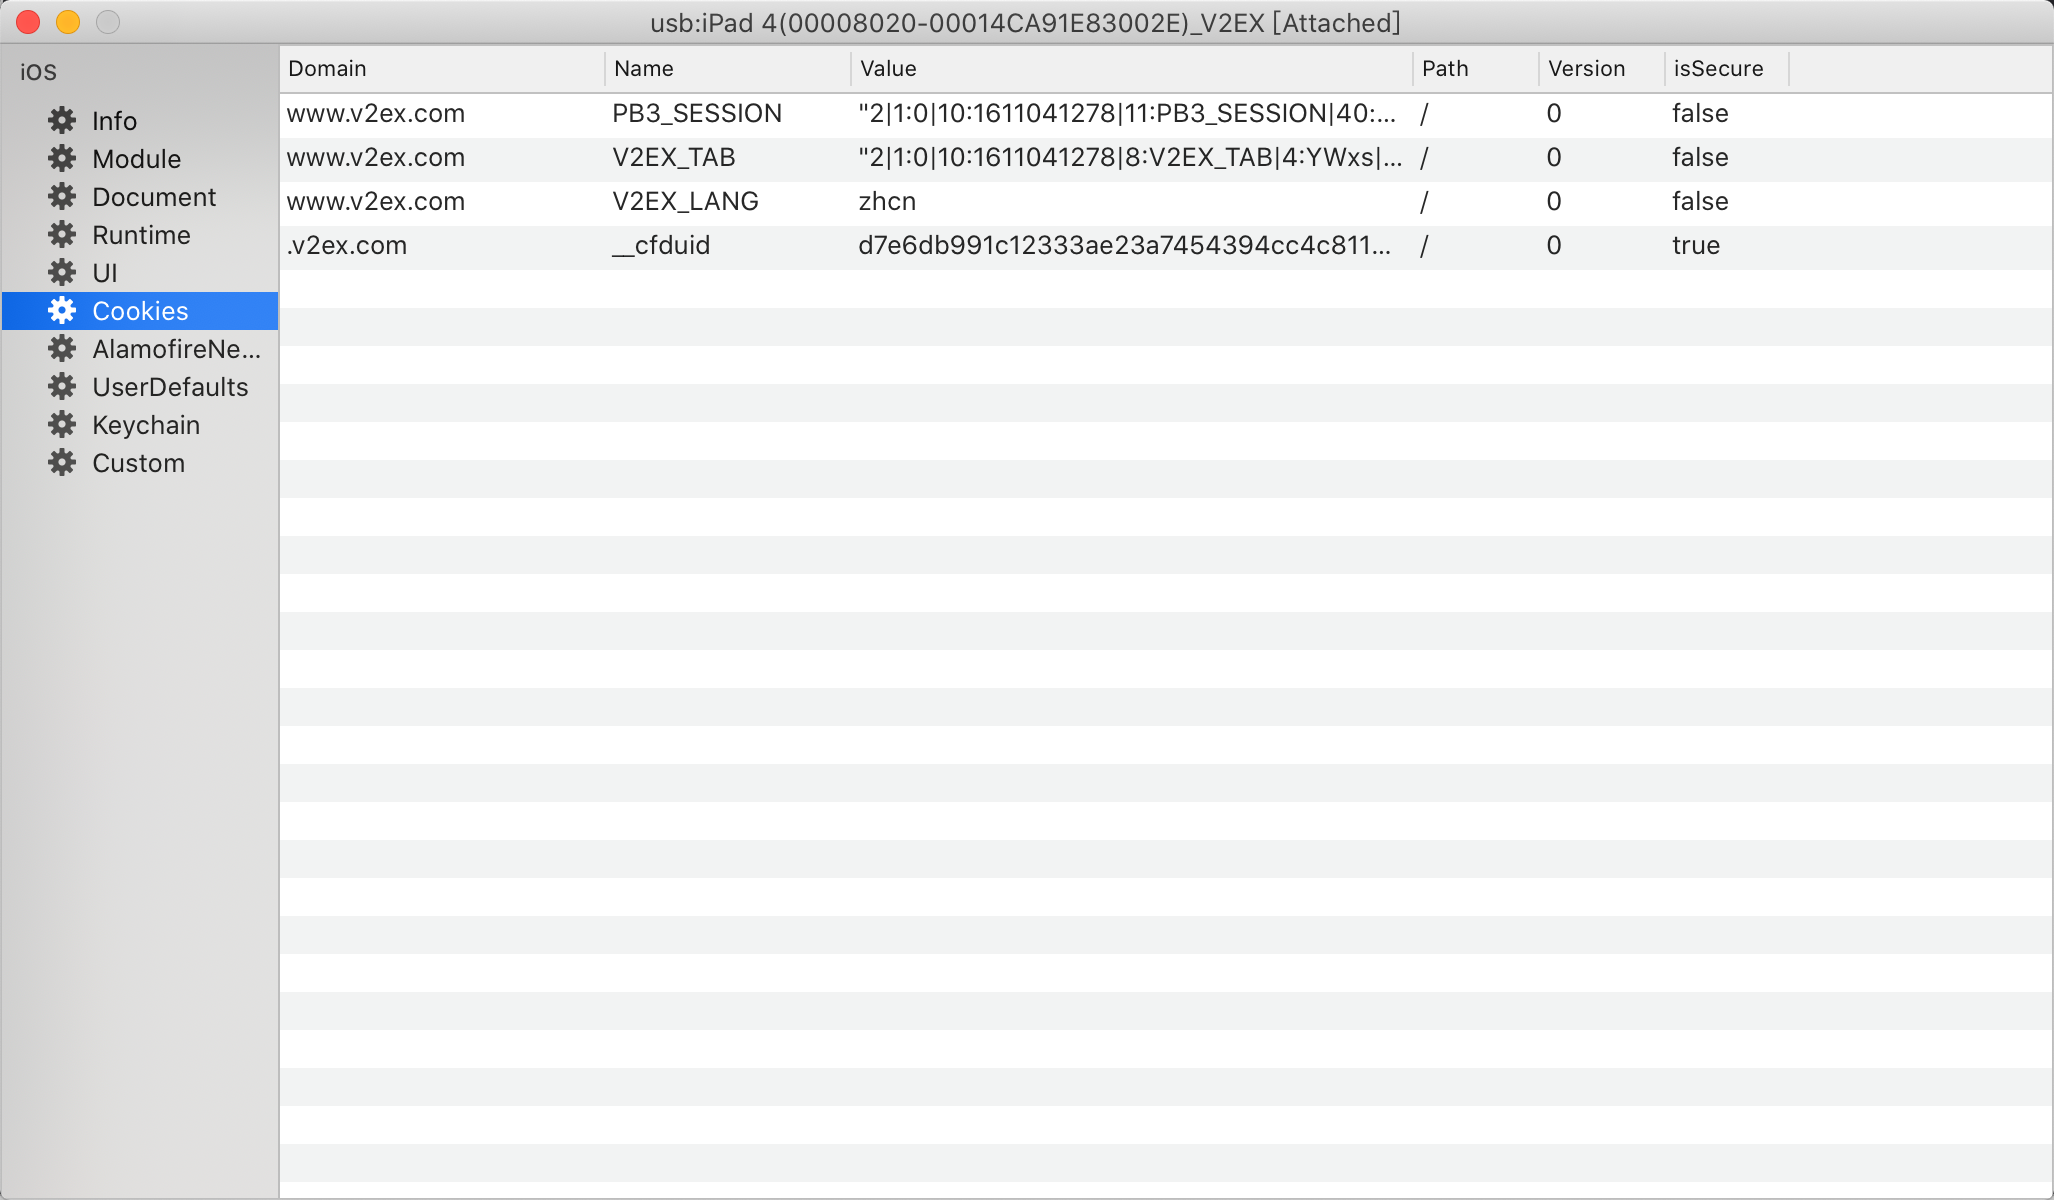 usb:iPad 4(00008020-00014CA91E83002E)_V2EX [Attached]
iOS
Info
Module
Document
Runtime
UI
Cookies
AlamofireNe...
UserDefaults
Keychain
Custom
Domain Name Value Path Version isSecure
www.v2ex.com PB3_SESSION "2|1:0|10:1611041278|11:PB3_SESSION|40:... / 0 false
www.v2ex.com V2EX_TAB "2|1:0|10:1611041278|8:V2EX_TAB|4:YWxs|... / 0 false
www.v2ex.com V2EX_LANG zhcn / 0 false
.v2ex.com __cfduid d7e6db991c12333ae23a7454394cc4c811... / 0 true